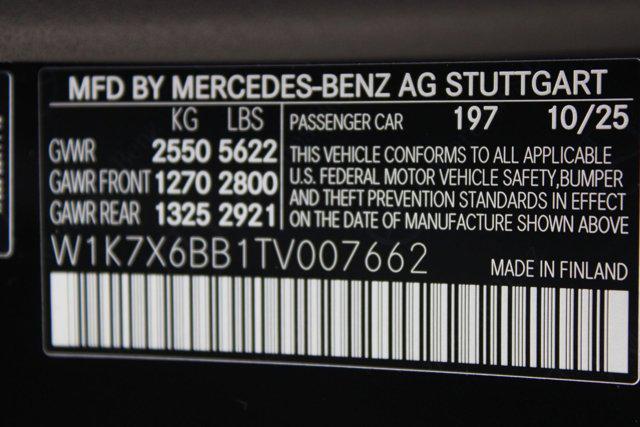 MFD BY MERCEDES-BENZ AG STUTTGART
KG LBS
GVWR 2550 5622
GAWR FRONT 1270 2800
GAWR REAR 1325 2921
PASSENGER CAR 197 10/25
THIS VEHICLE CONFORMS TO ALL APPLICABLE
U.S. FEDERAL MOTOR VEHICLE SAFETY,BUMPER
AND THEFT PREVENTION STANDARDS IN EFFECT
ON THE DATE OF MANUFACTURE SHOWN ABOVE
W1K7X6BB1TV007662
MADE IN FINLAND